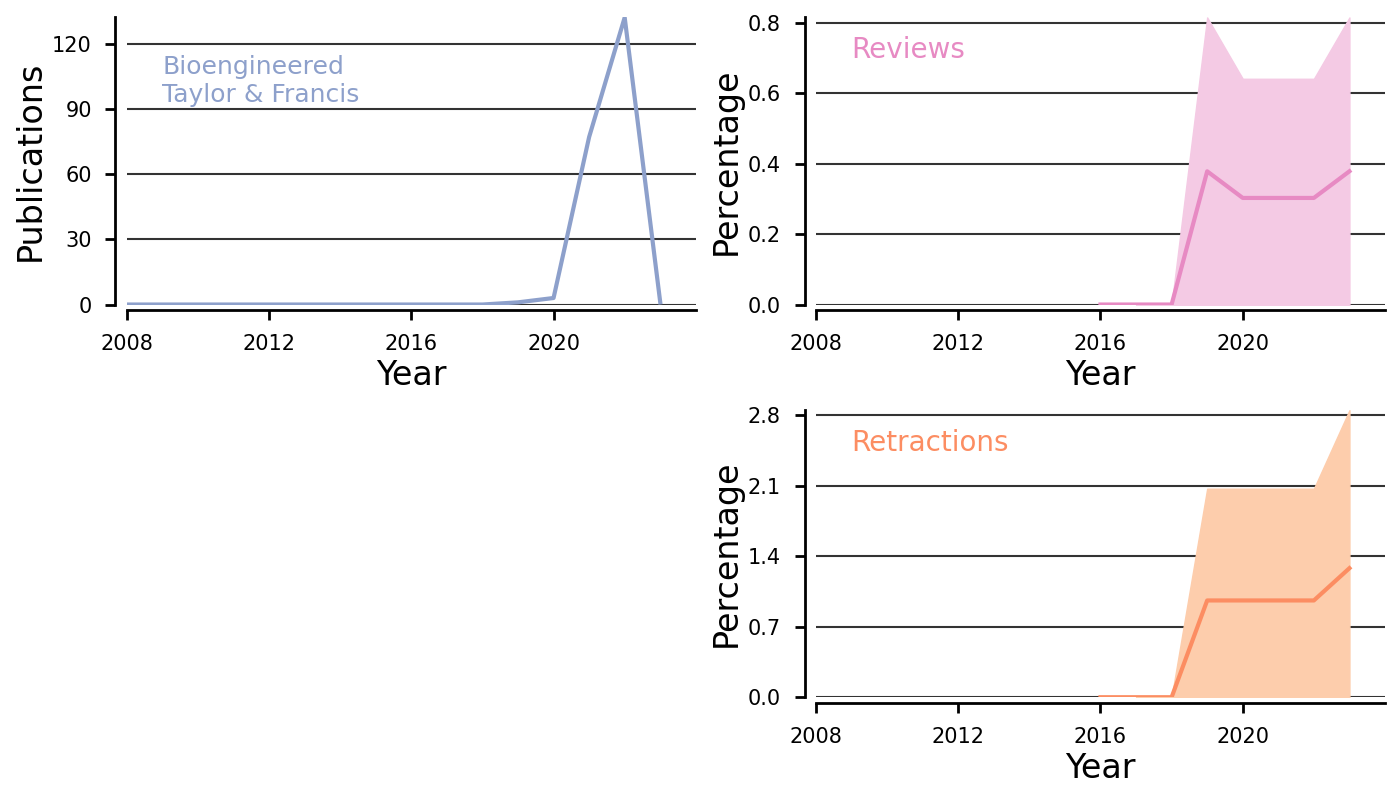 Publications
120
90
60
30
0
Bioengineered
Taylor & Francis
2008 2012 2016 2020
Year
Percentage
0.8
0.6
0.4
0.2
0.0
Reviews
2008 2012 2016 2020
Year
Percentage
2.8
2.1
1.4
0.7
0.0
Retractions
2008 2012 2016 2020
Year